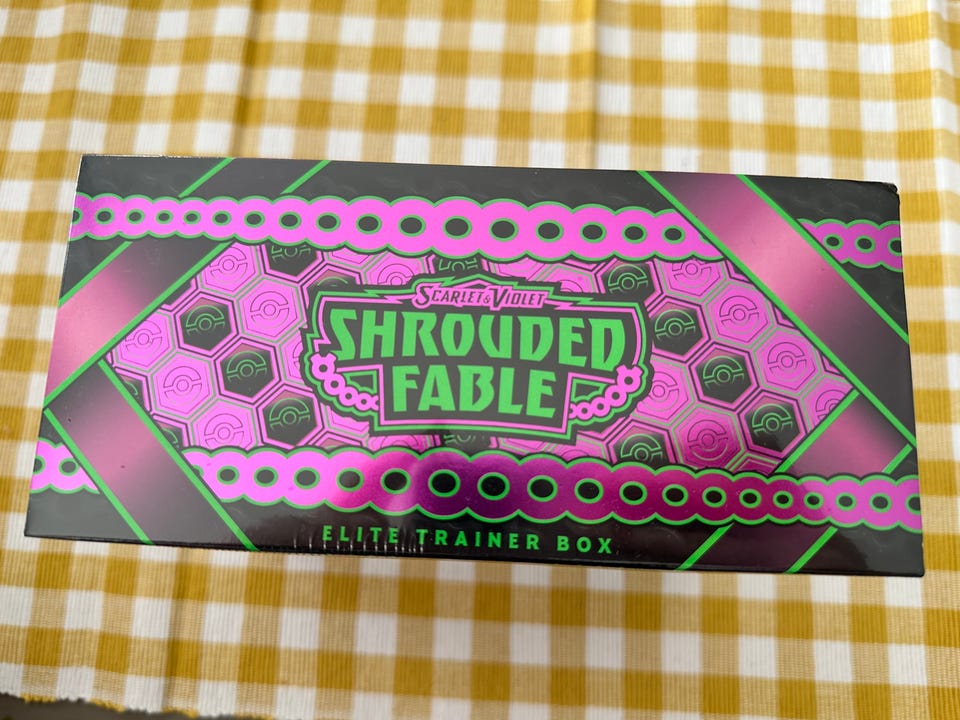 SCARLET & VIOLET
SHROUDED
FABLE
ELITE TRAINER BOX